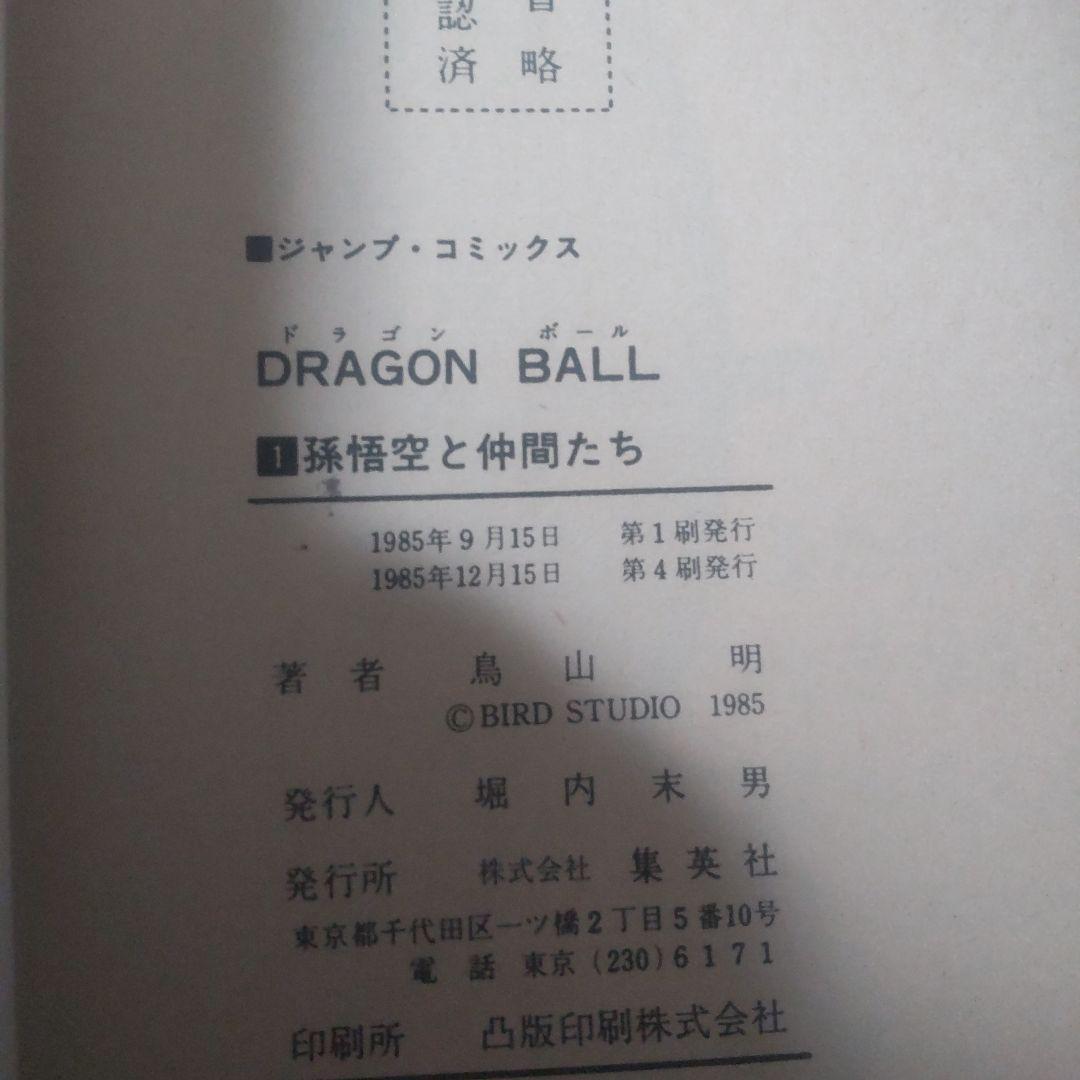 認 省
済 略
■ジャンプ・コミックス
ドラゴン ボール
DRAGON BALL
1孫悟空と仲間たち
1985年9月15日 第1刷発行
1985年12月15日 第4刷発行
著者 鳥山 明
©BIRD STUDIO 1985
発行人 堀内末男
発行所 株式会社 集英社
東京都千代田区一ツ橋2丁目5番10号
電話 東京(230)6171
印刷所 凸版印刷株式会社